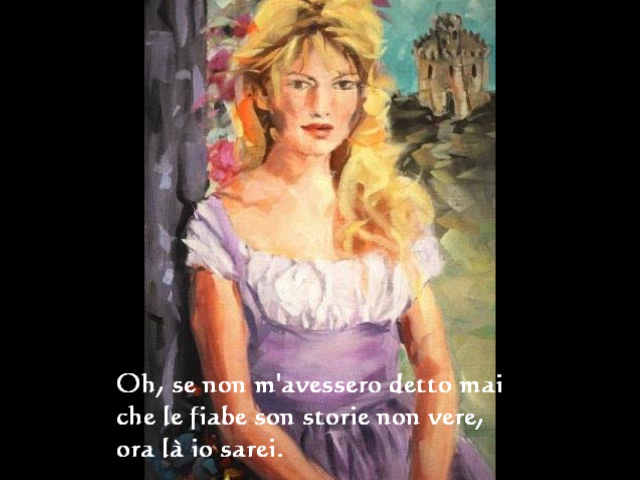 Oh, se non m'avessero detto mai
che le fiabe son storie non vere,
ora là io sarei.